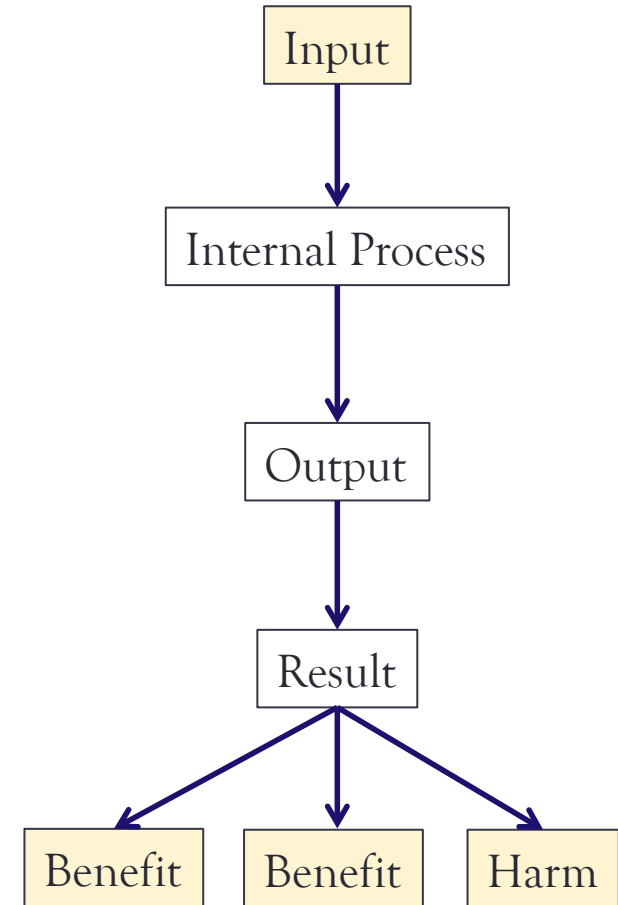 Input
Internal Process
Output
Result
Benefit
Benefit
Harm